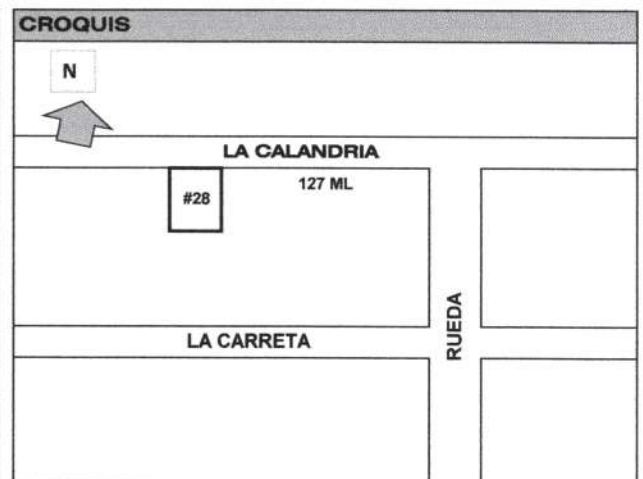 CROQUIS
N
LA CALANDRIA
#28
127 ML
LA CARRETA
RUEDA